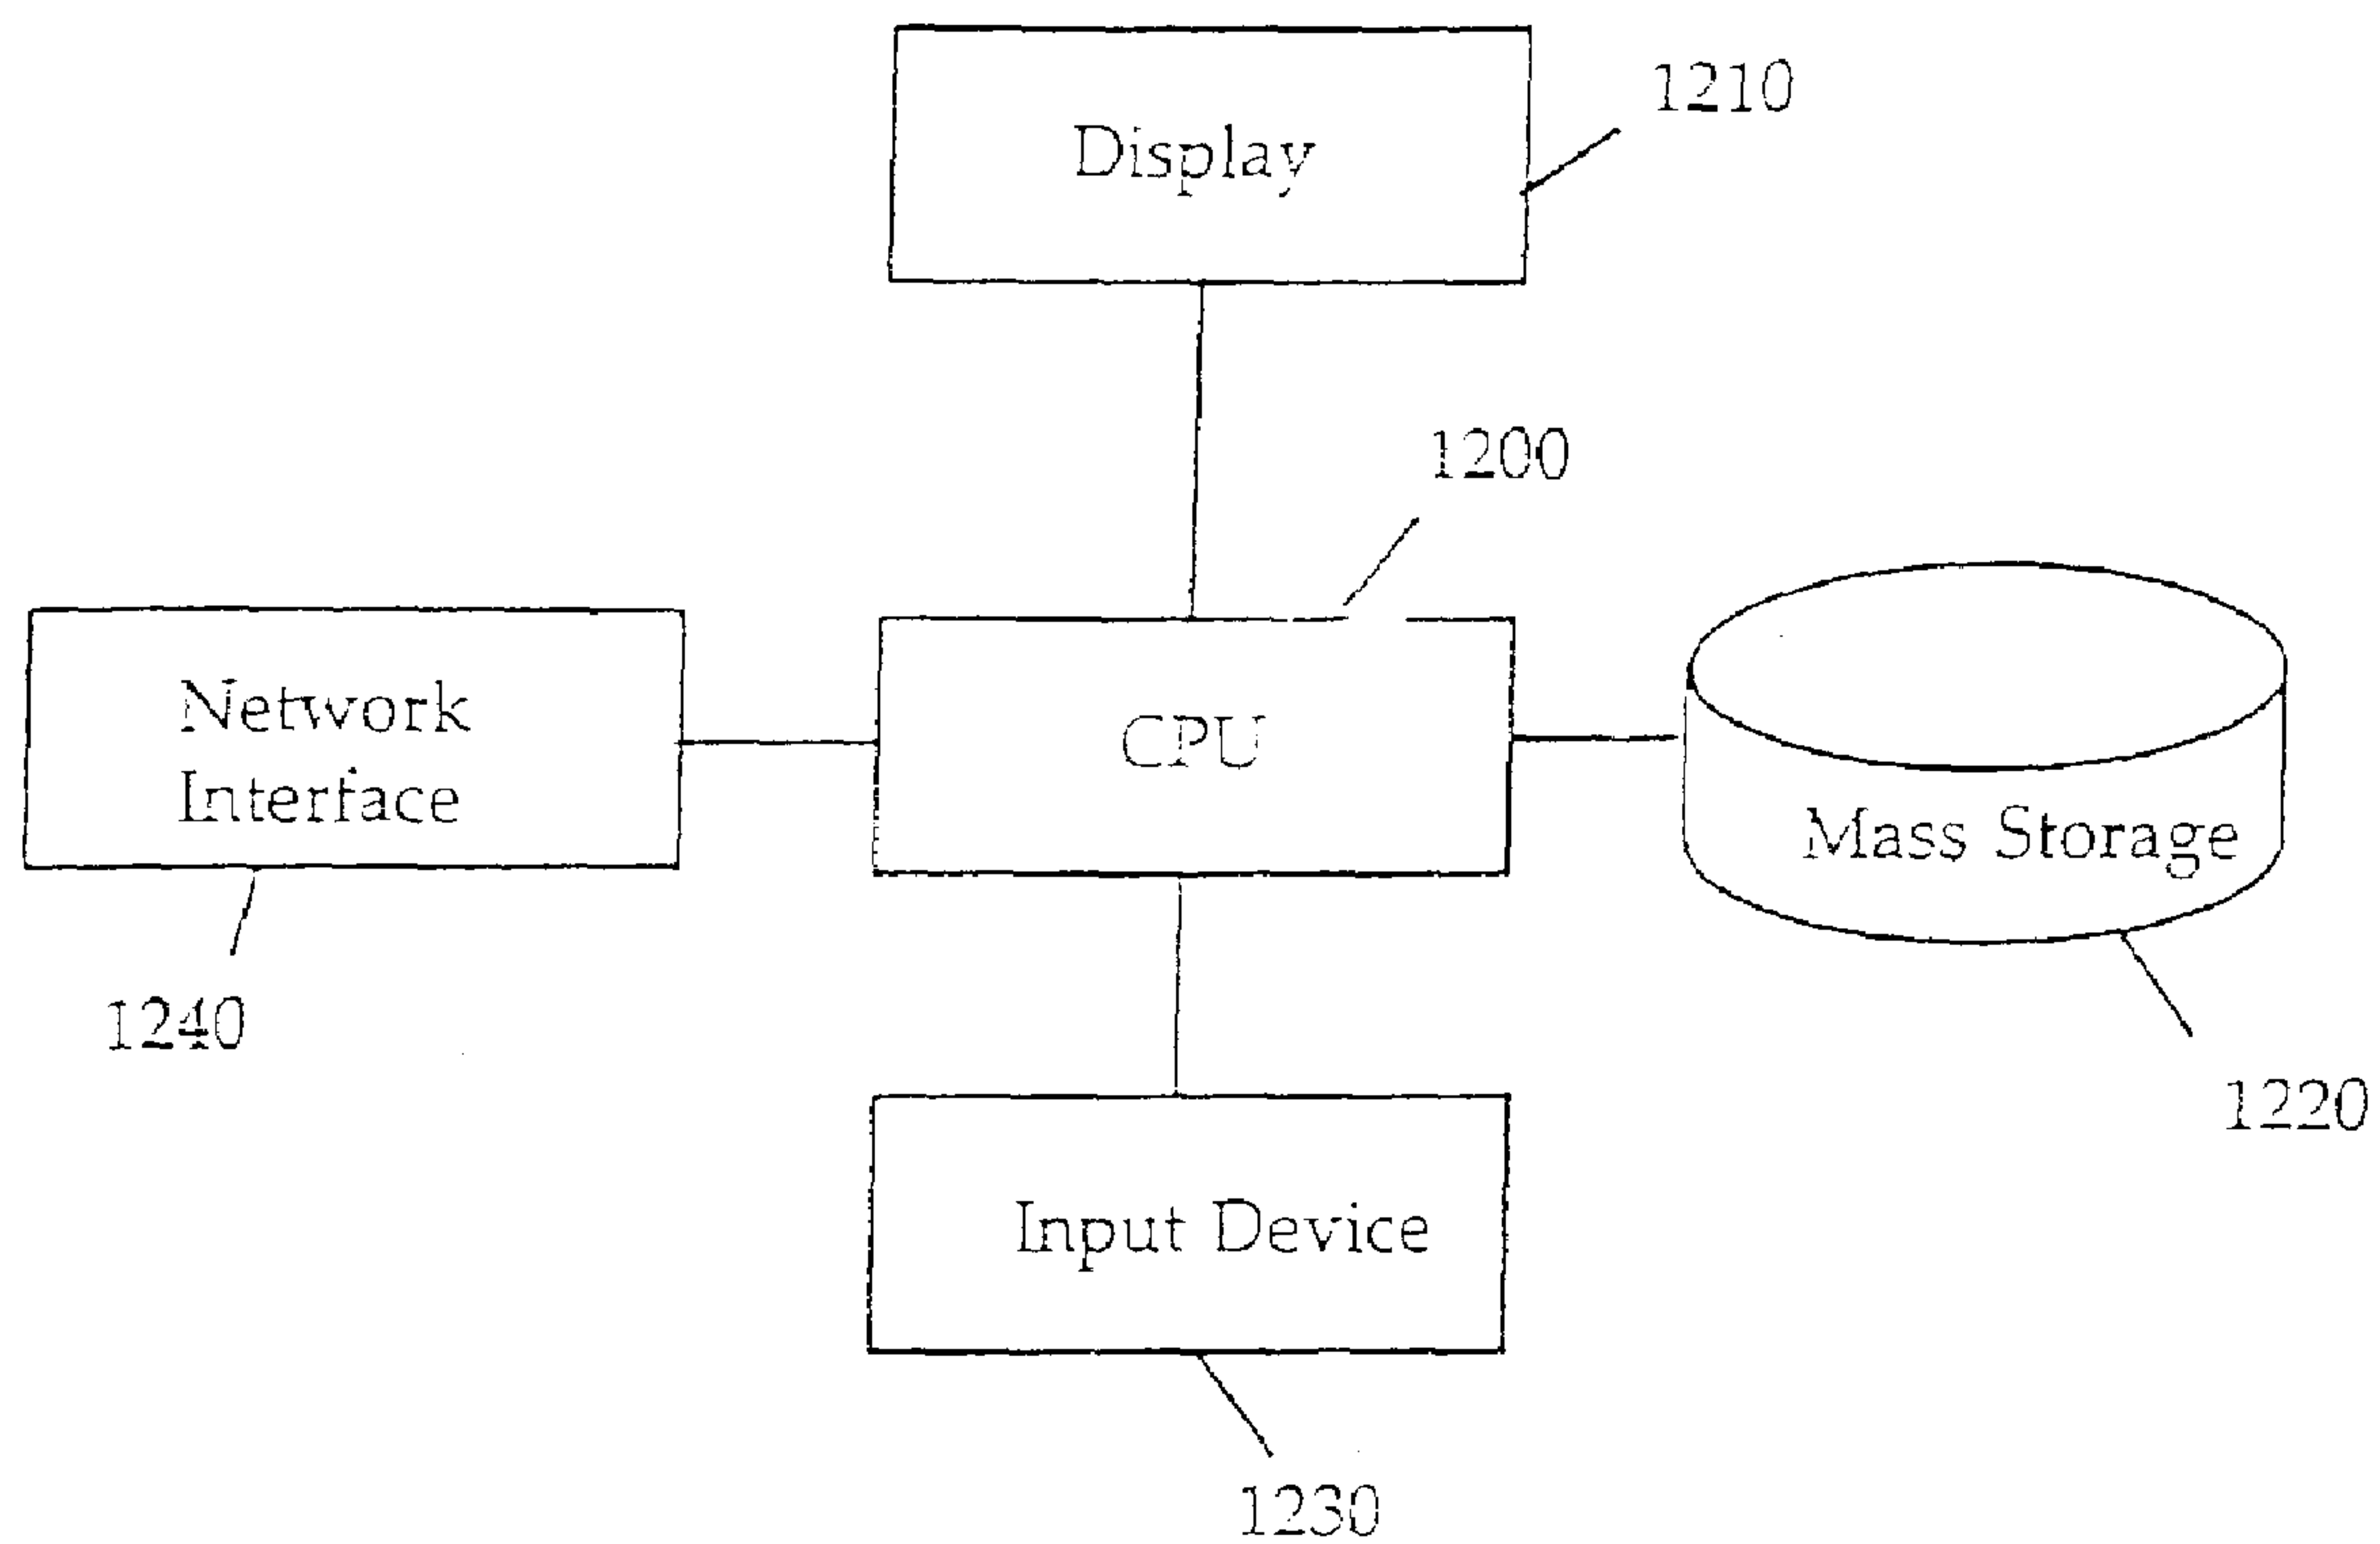 1210
Display
1200
Network
Interface
CPU
Mass Storage
1240
1220
Input Device
1230